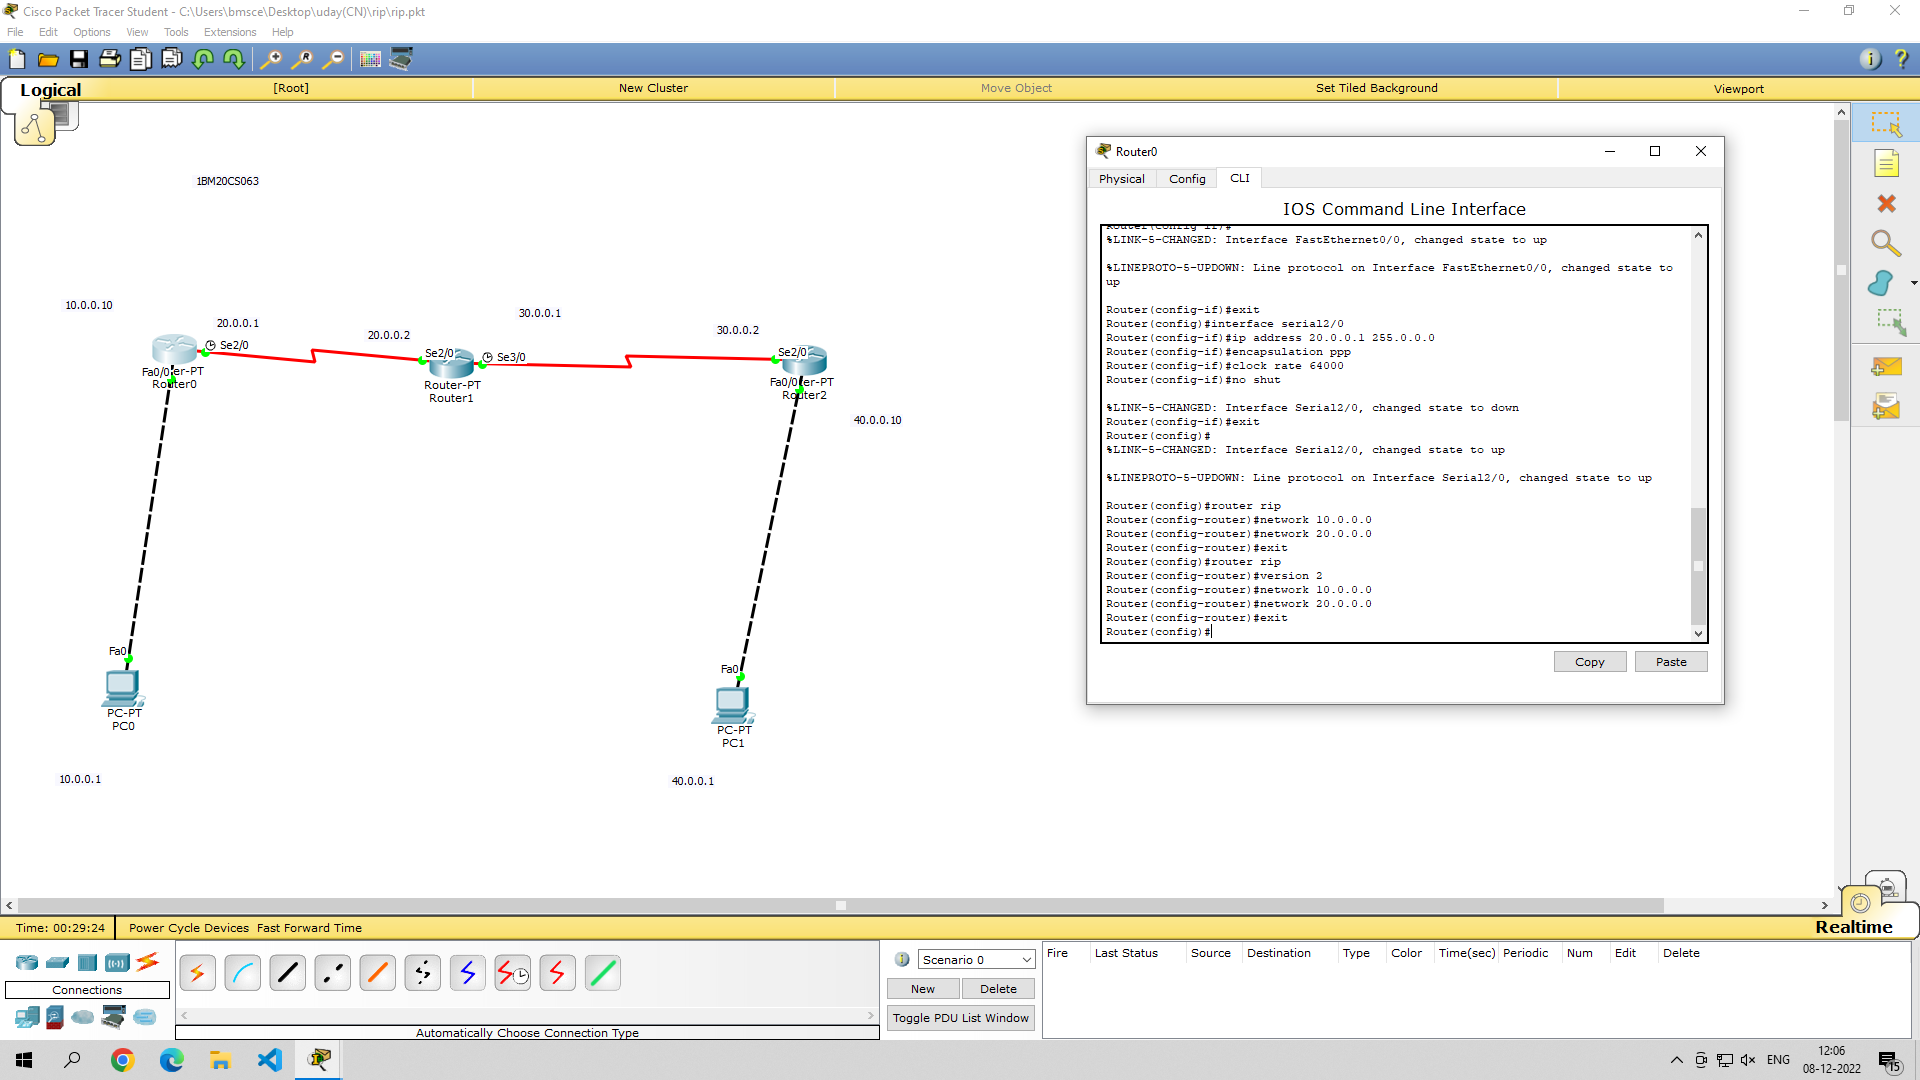 Cisco Packet Tracer Student - C:\Users\bmsce\Desktop\uday(CN)\rip\rip.pkt
File Edit Options View Tools Extensions Help
Logical [Root] New Cluster Move Object Set Tiled Background Viewport
1BM20CS063
10.0.0.10
20.0.0.1
20.0.0.2
30.0.0.1
30.0.0.2
40.0.0.10
Se2/0
Fa0/0 er-PT
Router0
Se2/0
Se3/0
Router-PT
Router1
Se2/0
Fa0/0 er-PT
Router2
Fa0
PC-PT
PC0
10.0.0.1
Fa0
PC-PT
PC1
40.0.0.1
Router0
Physical Config CLI
IOS Command Line Interface
Router(config-if)#
%LINK-5-CHANGED: Interface FastEthernet0/0, changed state to up
%LINEPROTO-5-UPDOWN: Line protocol on Interface FastEthernet0/0, changed state to
up
Router(config-if)#exit
Router(config)#interface serial2/0
Router(config-if)#ip address 20.0.0.1 255.0.0.0
Router(config-if)#encapsulation ppp
Router(config-if)#clock rate 64000
Router(config-if)#no shut
%LINK-5-CHANGED: Interface Serial2/0, changed state to down
Router(config-if)#exit
Router(config)#
%LINK-5-CHANGED: Interface Serial2/0, changed state to up
%LINEPROTO-5-UPDOWN: Line protocol on Interface Serial2/0, changed state to up
Router(config)#router rip
Router(config-router)#network 10.0.0.0
Router(config-router)#network 20.0.0.0
Router(config-router)#exit
Router(config)#router rip
Router(config-router)#version 2
Router(config-router)#network 10.0.0.0
Router(config-router)#network 20.0.0.0
Router(config-router)#exit
Router(config)#
Copy Paste
Time: 00:29:24 Power Cycle Devices Fast Forward Time
Realtime
Connections
Automatically Choose Connection Type
Scenario 0
New Delete
Toggle PDU List Window
Fire Last Status Source Destination Type Color Time(sec) Periodic Num Edit Delete
ENG
12:06
08-12-2022
15